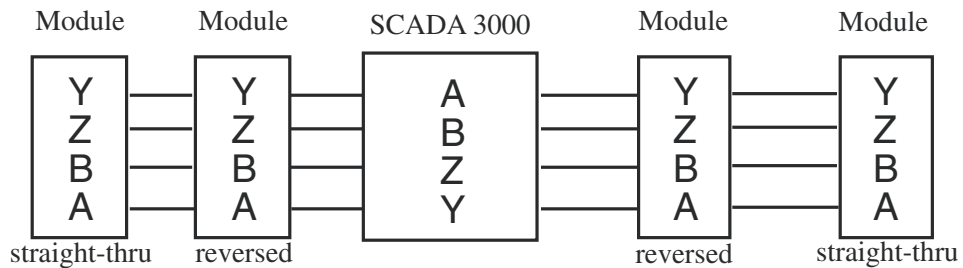 Module
Module
SCADA 3000
Module
Module
Y
Z
B
A
Y
Z
B
A
A
B
Z
Y
Y
Z
B
A
Y
Z
B
A
straight-thru
reversed
reversed
straight-thru